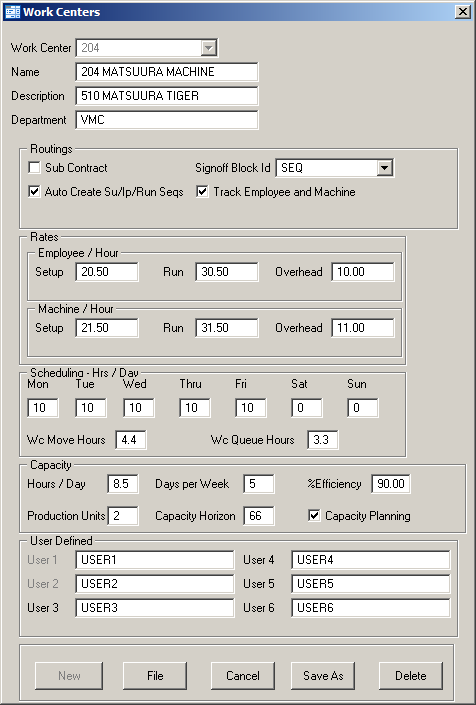 Work Centers
Work Center 204
Name 204 MATSUURA MACHINE
Description 510 MATSUURA TIGER
Department VMC
Routings
Sub Contract Signoff Block Id SEQ
Auto Create Su/Ip/Run Seqs Track Employee and Machine
Rates
Employee / Hour
Setup 20.50 Run 30.50 Overhead 10.00
Machine / Hour
Setup 21.50 Run 31.50 Overhead 11.00
Scheduling - Hrs / Day
Mon Tue Wed Thru Fri Sat Sun
10 10 10 10 10 0 0
Wc Move Hours 4.4 Wc Queue Hours 3.3
Capacity
Hours / Day 8.5 Days per Week 5 %Efficiency 90.00
Production Units 2 Capacity Horizon 66 Capacity Planning
User Defined
User 1 USER1 User 4 USER4
User 2 USER2 User 5 USER5
User 3 USER3 User 6 USER6
New File Cancel Save As Delete